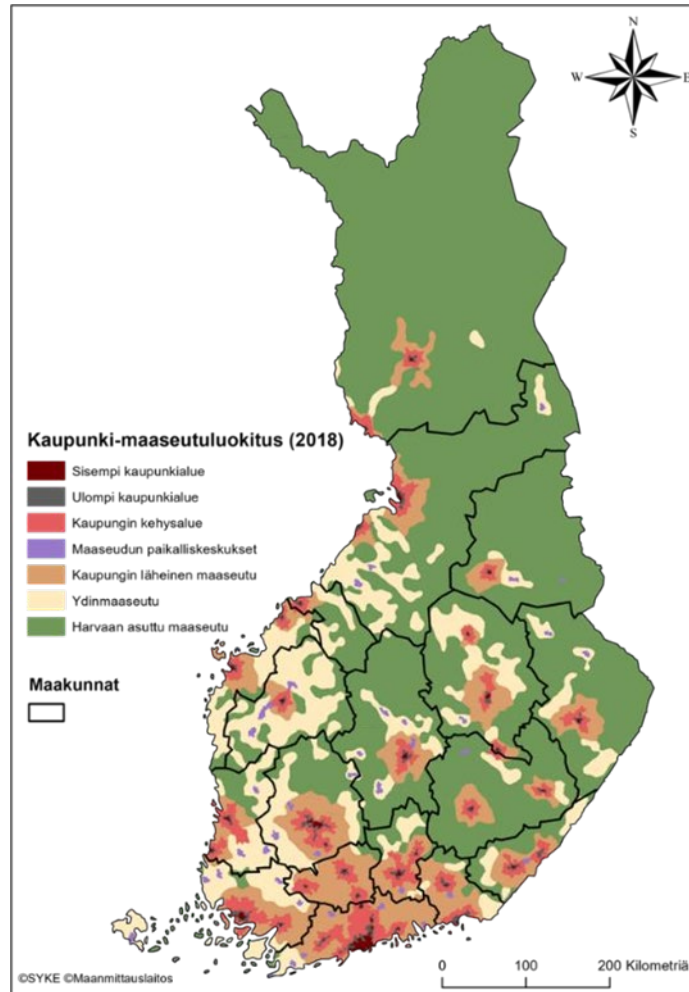 N
W E
S
Kaupunki-maaseutuluokitus (2018)
Sisempi kaupunkialue
Ulompi kaupunkialue
Kaupungin kehysalue
Maaseudun paikalliskeskukset
Kaupungin läheinen maaseutu
Ydinmaaseutu
Harvaan asuttu maaseutu
Maakunnat
©SYKE ©Maanmittauslaitos
Kilometriä
0 100 200